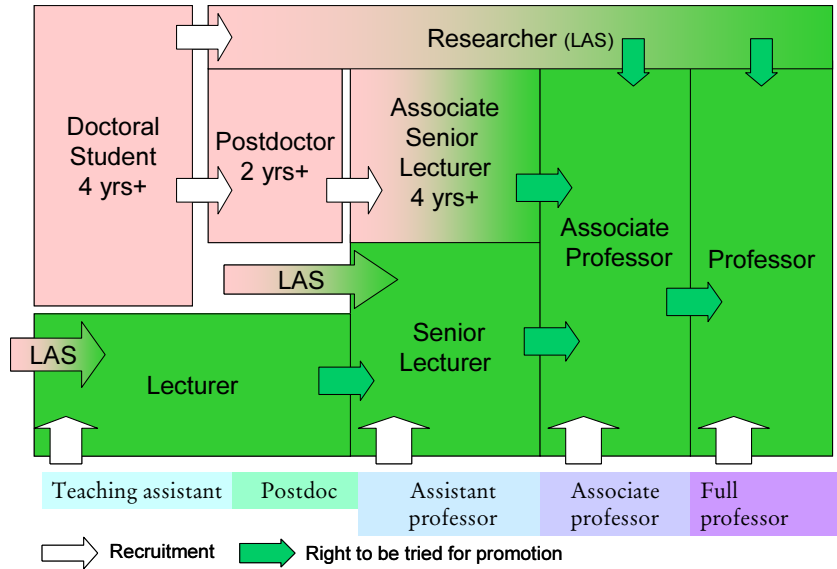 Researcher (LAS)
Doctoral
Student
4 yrs+
Postdoctor
2 yrs+
Associate
Senior
Lecturer
4 yrs+
Associate
Professor
Professor
LAS
Senior
Lecturer
LAS
Lecturer
Teaching assistant
Postdoc
Assistant
professor
Associate
professor
Full
professor
Recruitment
Right to be tried for promotion